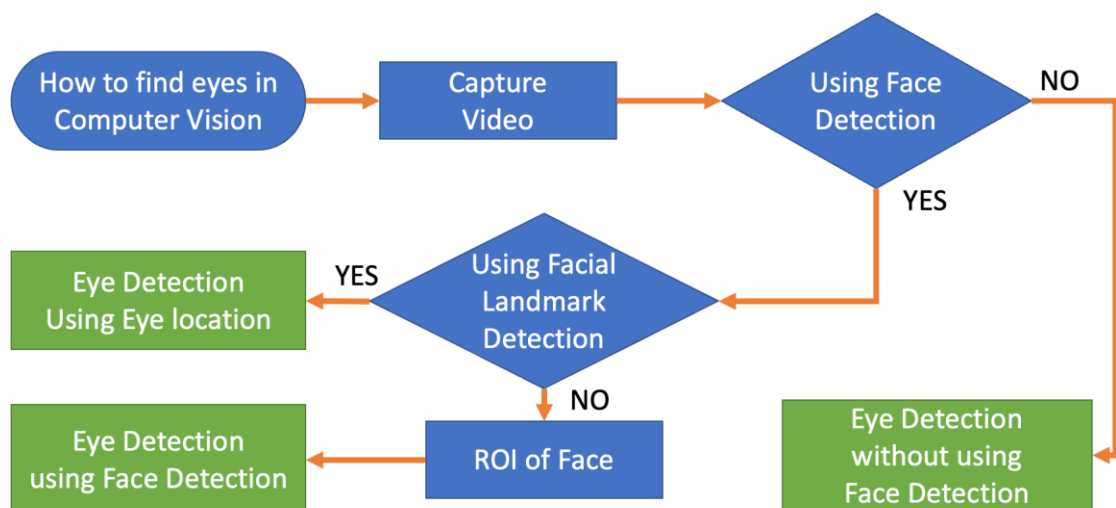 How to find eyes in
Computer Vision
Capture
Video
Using Face
Detection
NO
YES
Using Facial
Landmark
Detection
YES
Eye Detection
Using Eye location
NO
ROI of Face
Eye Detection
using Face Detection
Eye Detection
without using
Face Detection